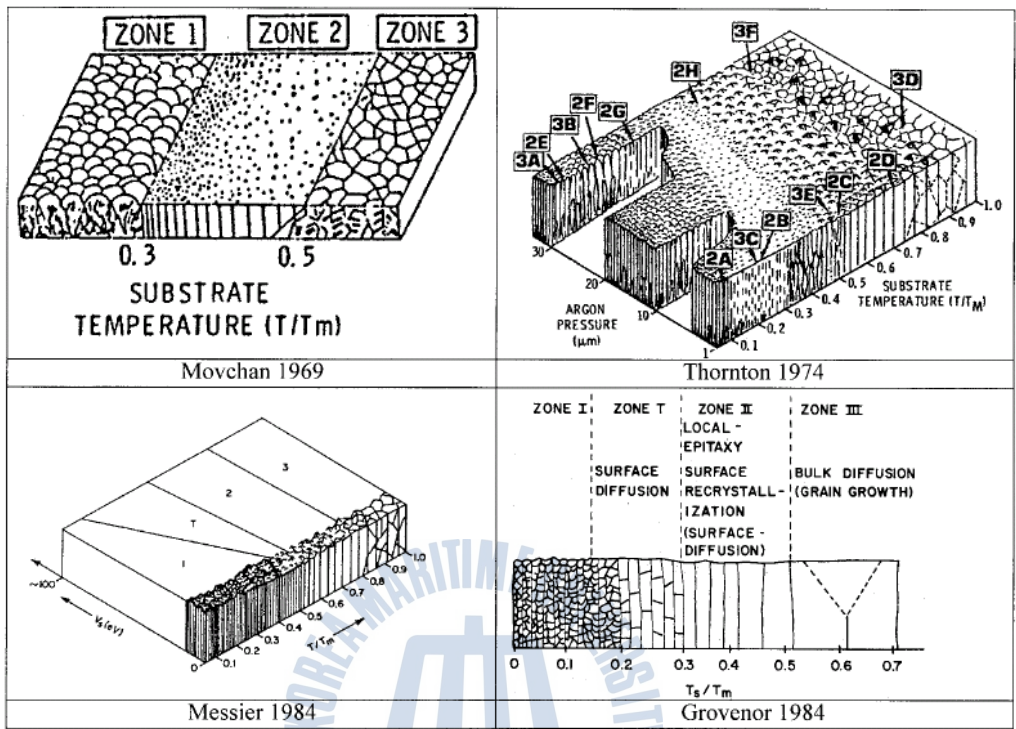 ZONE 1 ZONE 2 ZONE 3
0.3 0.5
SUBSTRATE
TEMPERATURE (T/Tm)
Movchan 1969
3F
2H
3D
2G
2F
3B
2E
3A
2D
2C
3E
2B
3C
2A
30
20
10
1
ARGON
PRESSURE
(μm)
0.1
0.2
0.3
0.4
0.5
0.6
0.7
0.8
0.9
1.0
SUBSTRATE
TEMPERATURE (T/TM)
Thornton 1974
3
2
T
1
~100
Vs(eV)
0
0.1
0.2
0.3
0.4
0.5
0.6
0.7
0.8
0.9
1.0
T/Tm
Messier 1984
ZONE I ZONE T ZONE II ZONE III
LOCAL-
EPITAXY
SURFACE SURFACE BULK DIFFUSION
DIFFUSION RECRYSTALL- (GRAIN GROWTH)
IZATION
(SURFACE-
DIFFUSION)
0 0.1 0.2 0.3 0.4 0.5 0.6 0.7
Ts/Tm
Grovenor 1984